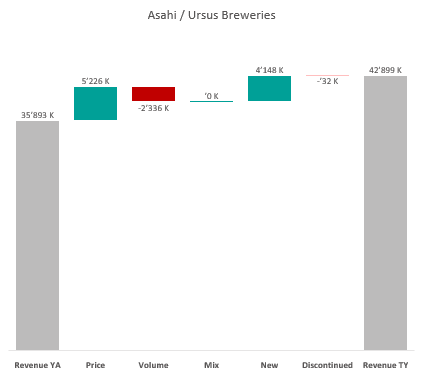 Asahi / Ursus Breweries
5'226 K
4'148 K
42'899 K
-'32 K
'0 K
-2'336 K
35'893 K
Revenue YA
Price
Volume
Mix
New
Discontinued
Revenue TY